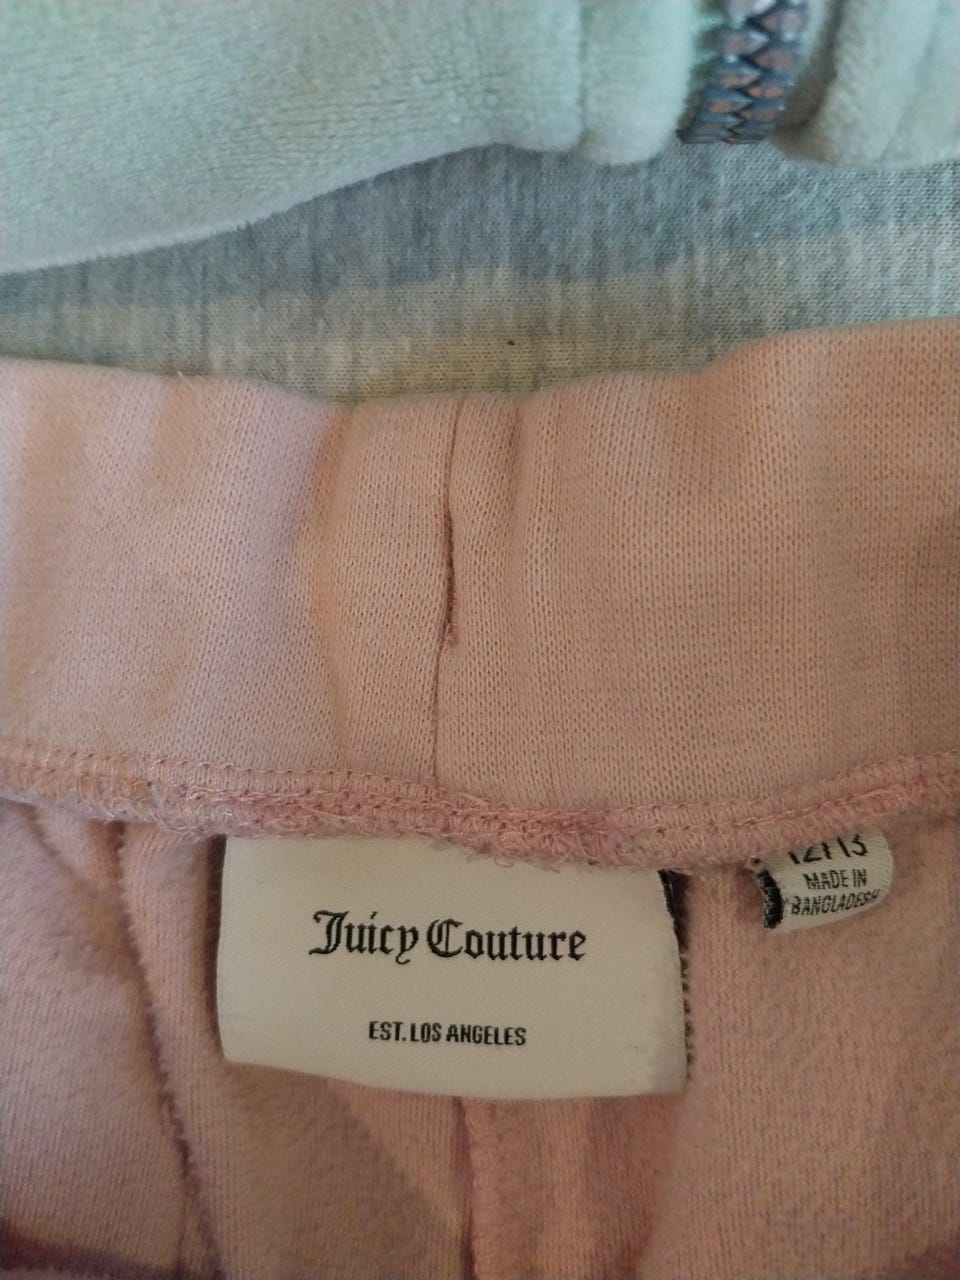 Juicy Couture
EST. LOS ANGELES
12/13
MADE IN
BANGLADESH